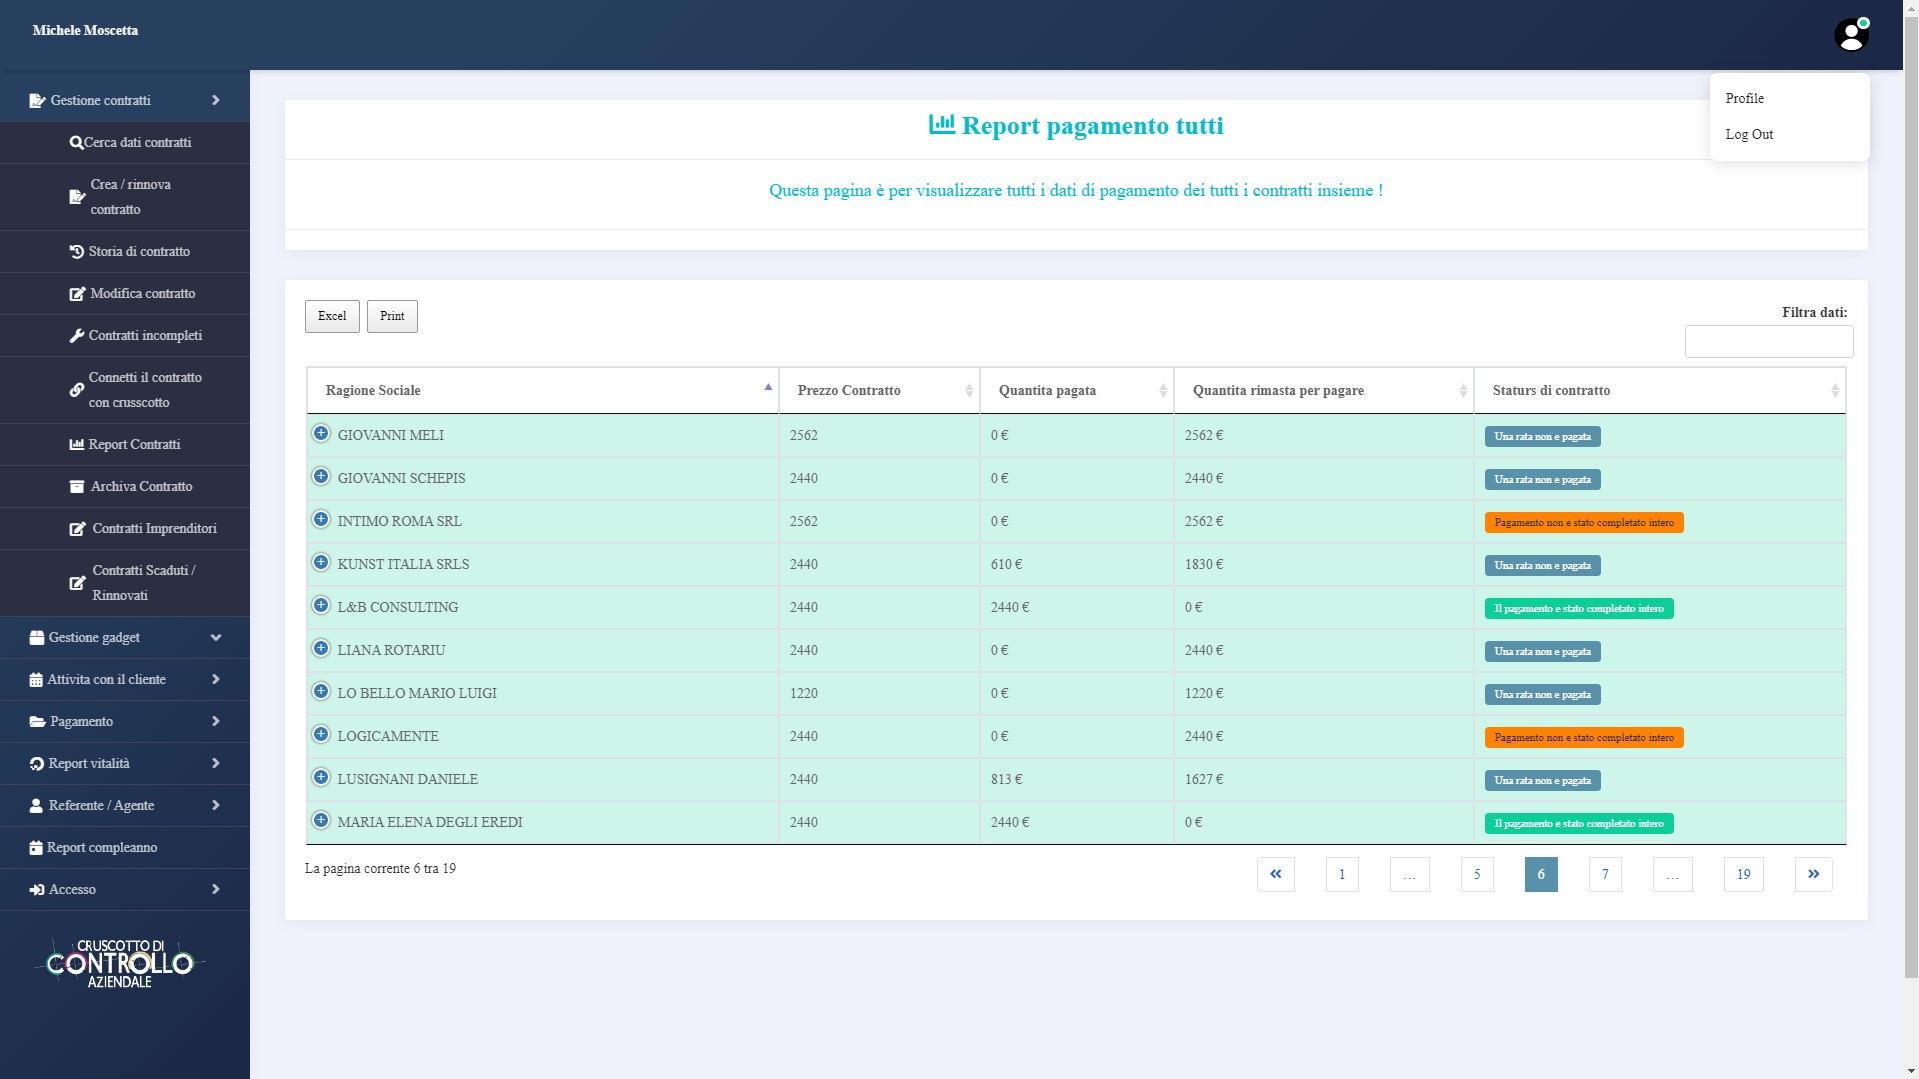 Michele Moscetta
Profile
Log Out
Gestione contratti
Cerca dati contratti
Crea / rinnova
contratto
Storia di contratto
Modifica contratto
Contratti incompleti
Connetti il contratto
con crusscotto
Report Contratti
Archiva Contratto
Contratti Imprenditori
Contratti Scaduti /
Rinnovati
Gestione gadget
Attivita con il cliente
Pagamento
Report vitalità
Referente / Agente
Report compleanno
Accesso
CRUSCOTTO DI
CONTROLLO
AZIENDALE
Report pagamento tutti
Questa pagina è per visualizzare tutti i dati di pagamento dei tutti i contratti insieme !
Excel Print
Filtra dati:
Ragione Sociale Prezzo Contratto Quantita pagata Quantita rimasta per pagare Staturs di contratto
GIOVANNI MELI 2562 0 € 2562 € Una rata non e pagata
GIOVANNI SCHEPIS 2440 0 € 2440 € Una rata non e pagata
INTIMO ROMA SRL 2562 0 € 2562 € Pagamento non e stato completato intero
KUNST ITALIA SRLS 2440 610 € 1830 € Una rata non e pagata
L&B CONSULTING 2440 2440 € 0 € Il pagamento e stato completato intero
LIANA ROTARIU 2440 0 € 2440 € Una rata non e pagata
LO BELLO MARIO LUIGI 1220 0 € 1220 € Una rata non e pagata
LOGICAMENTE 2440 0 € 2440 € Pagamento non e stato completato intero
LUSIGNANI DANIELE 2440 813 € 1627 € Una rata non e pagata
MARIA ELENA DEGLI EREDI 2440 2440 € 0 € Il pagamento e stato completato intero
La pagina corrente 6 tra 19
« 1 ... 5 6 7 ... 19 »